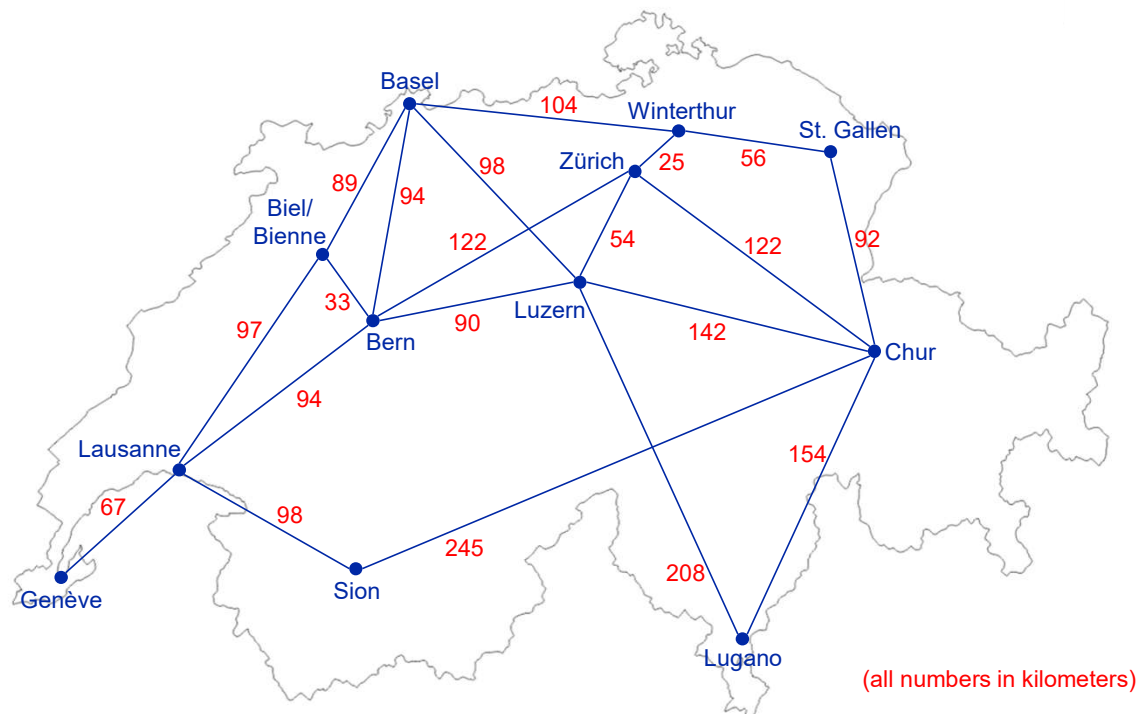 Basel
104
Winterthur
St. Gallen
Zürich
25
56
98
89
94
Biel/
Bienne
122
54
122
92
33
Luzern
90
142
Bern
Chur
97
94
Lausanne
154
67
98
245
208
Genève
Sion
Lugano
(all numbers in kilometers)